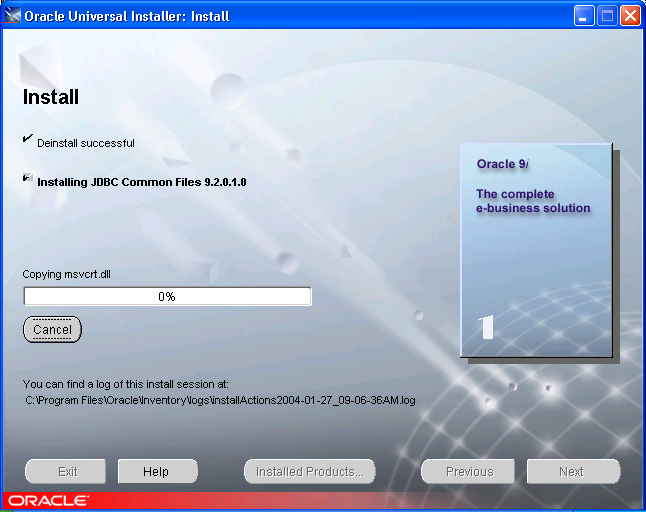 Oracle Universal Installer: Install
Install
Deinstall successful
Installing JDBC Common Files 9.2.0.1.0
Oracle 9i
The complete
e-business solution
Copying msvcrt.dll
0%
Cancel
1
You can find a log of this install session at:
C:\Program Files\Oracle\Inventory\logs\installActions2004-01-27_09-06-36AM.log
Exit Help Installed Products... Previous Next
ORACLE